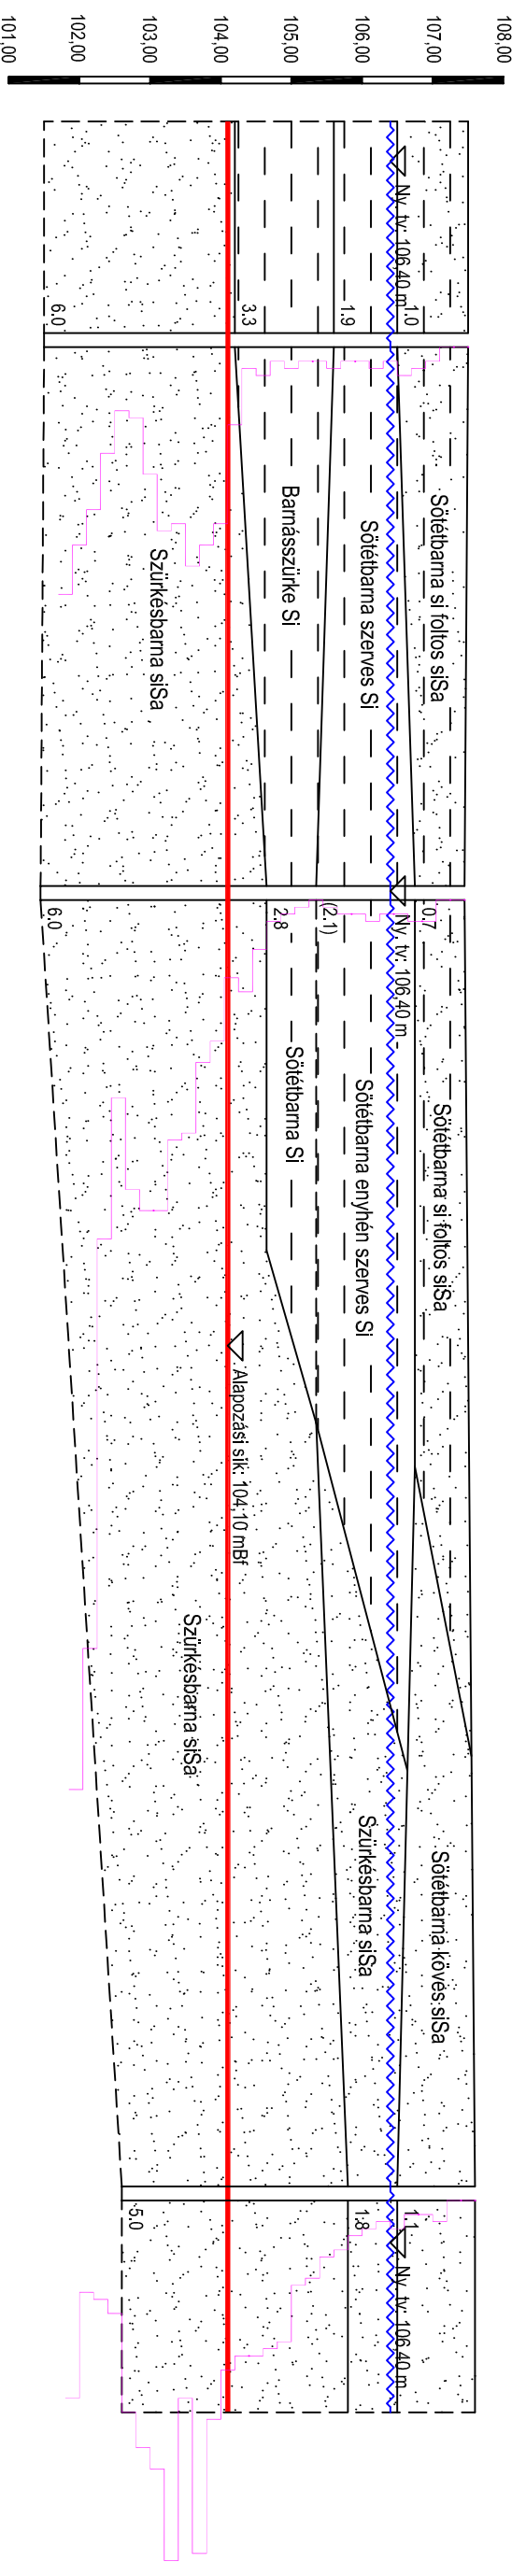 108,00
107,00
106,00
105,00
104,00
103,00
102,00
101,00
Ny. tv: 106,40 m
1.0
1.9
3.3
6.0
Sötétbarna si foltos siSa
Sötétbarna szerves Si
Barnásszürke Si
Szürkésbarna siSa
0.7
Ny. tv: 106,40 m
(2.1)
2.8
6.0
Sötétbarna si foltos siSa
Sötétbarna enyhén szerves Si
Sötétbarna Si
Alapozási sík: 104,10 mBf
Szürkésbarna siSa
Sötétbarna köves siSa
Szürkésbarna siSa
1.1
Ny. tv: 106,40 m
1.8
5.0